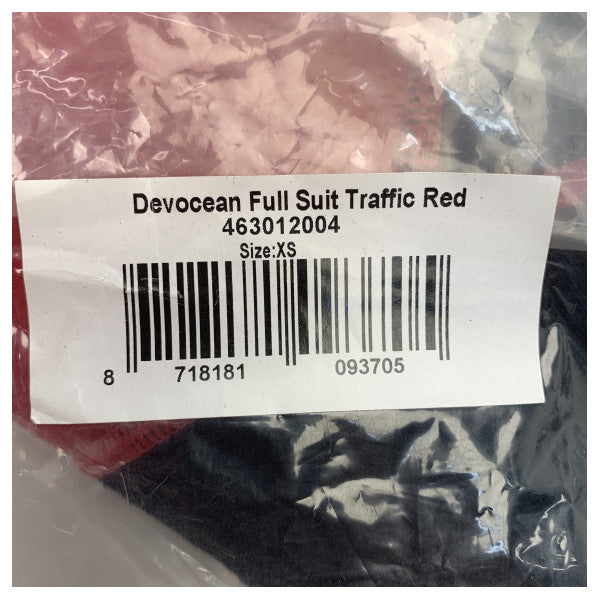 Devocean Full Suit Traffic Red
463012004
Size:XS
8 718181 093705